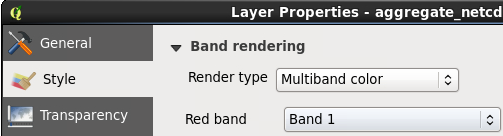 Layer Properties - aggregate_netcd
General
Band rendering
Style
Render type Multiband color
Transparency
Red band Band 1